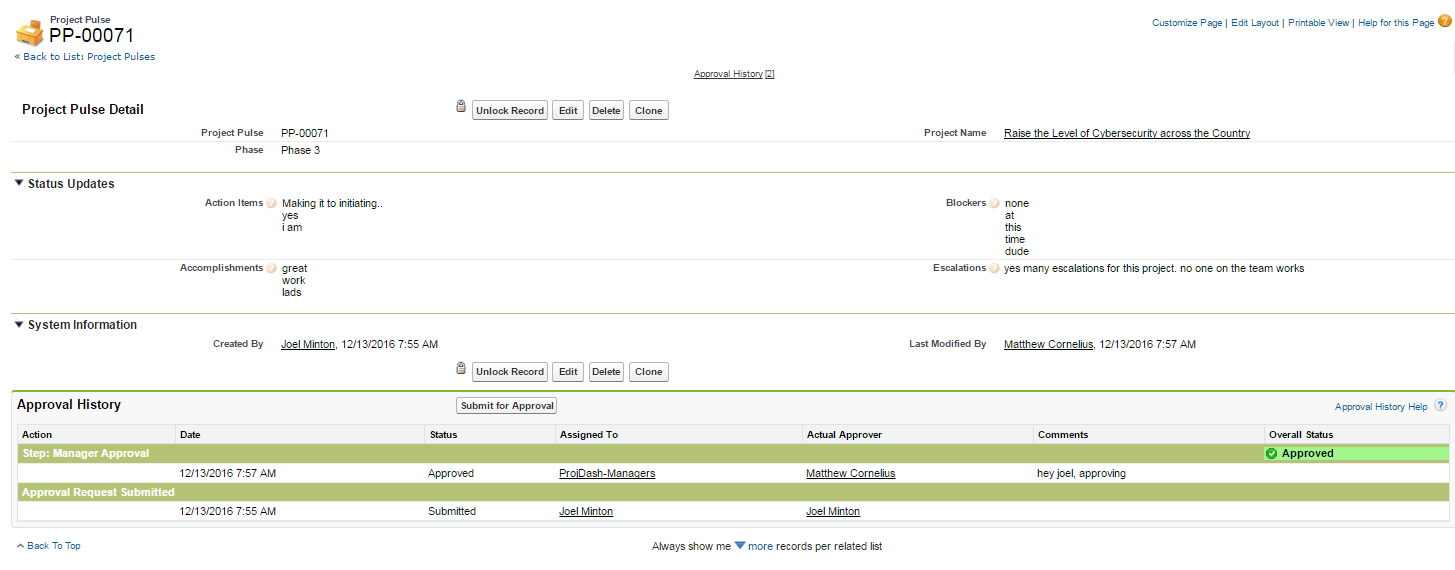 Project Pulse
PP-00071
Customize Page | Edit Layout | Printable View | Help for this Page ?
« Back to List: Project Pulses
Approval History [2]
Project Pulse Detail
Unlock Record Edit Delete Clone
Project Pulse PP-00071 Project Name Raise the Level of Cybersecurity across the Country
Phase Phase 3
Status Updates
Action Items ? Making it to initiating..
yes
i am
Blockers ? none
at
this
time
dude
Accomplishments ? great
work
lads
Escalations ? yes many escalations for this project. no one on the team works
System Information
Created By Joel Minton, 12/13/2016 7:55 AM Last Modified By Matthew Cornelius, 12/13/2016 7:57 AM
Unlock Record Edit Delete Clone
Approval History Submit for Approval Approval History Help ?
Action Date Status Assigned To Actual Approver Comments Overall Status
Step: Manager Approval Approved
12/13/2016 7:57 AM Approved ProjDash-Managers Matthew Cornelius hey joel, approving
Approval Request Submitted
12/13/2016 7:55 AM Submitted Joel Minton Joel Minton
Back To Top Always show me more records per related list